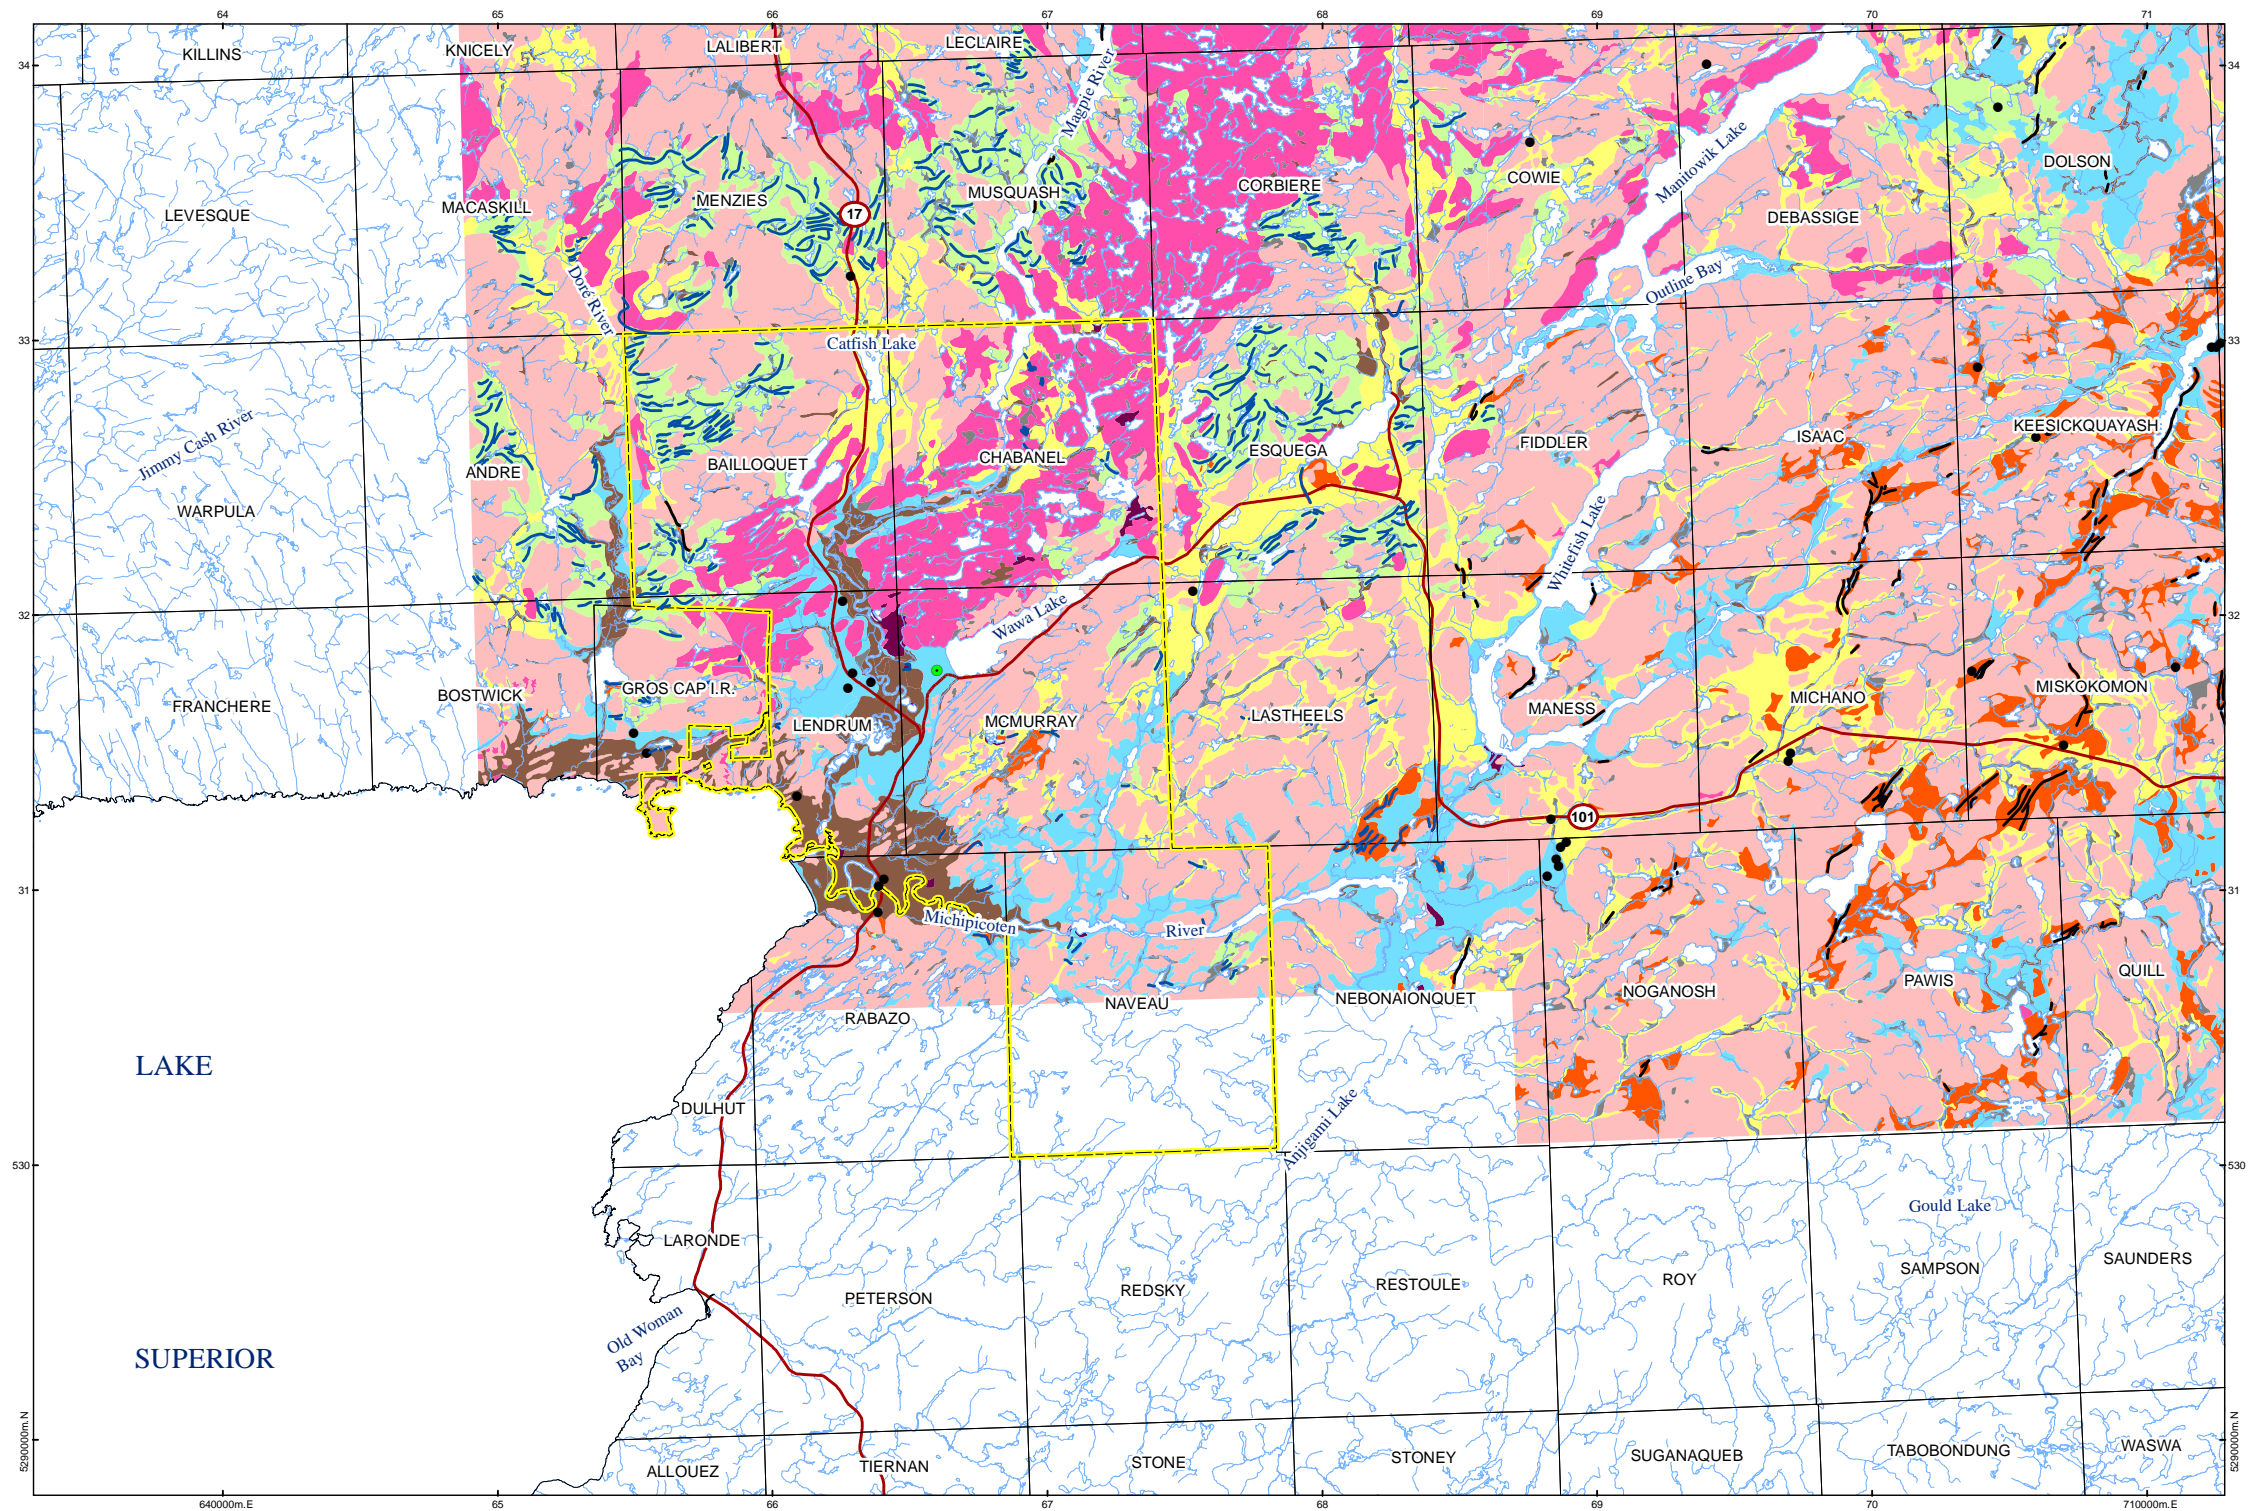 64
65
66
67
68
69
70
71
34
34
KILLINS
KNICELY
LALIBERT
LECLAIRE
Magpie River
Manitowik Lake
DOLSON
LEVESQUE
MACASKILL
MENZIES
17
MUSQUASH
CORBIERE
COWIE
DEBASSIGE
Doré River
Outline Bay
33
33
Catfish Lake
Jimmy Cash River
WARPULA
ANDRE
BAILLOQUET
CHABANEL
ESQUEGA
FIDDLER
ISAAC
KEESICKQUAYASH
Whitefish Lake
32
32
Wawa Lake
FRANCHERE
BOSTWICK
GROS CAP I.R.
LENDRUM
MCMURRAY
LASTHEELS
MANESS
MICHANO
MISKOKOMON
101
31
31
Michipicoten
River
RABAZO
NAVEAU
NEBONAIONQUET
NOGANOSH
PAWIS
QUILL
LAKE
DULHUT
Anjigami Lake
530
530
Gould Lake
LARONDE
PETERSON
REDSKY
RESTOULE
ROY
SAMPSON
SAUNDERS
Old Woman
Bay
SUPERIOR
5290000m.N
5290000m.N
ALLOUEZ
TIERNAN
STONE
STONEY
SUGANAQUEB
TABOBONDUNG
WASWA
640000m.E
65
66
67
68
69
70
710000m.E